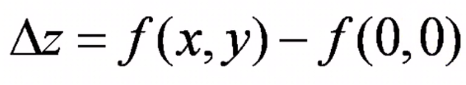 Δz = f(x, y) − f(0,0)